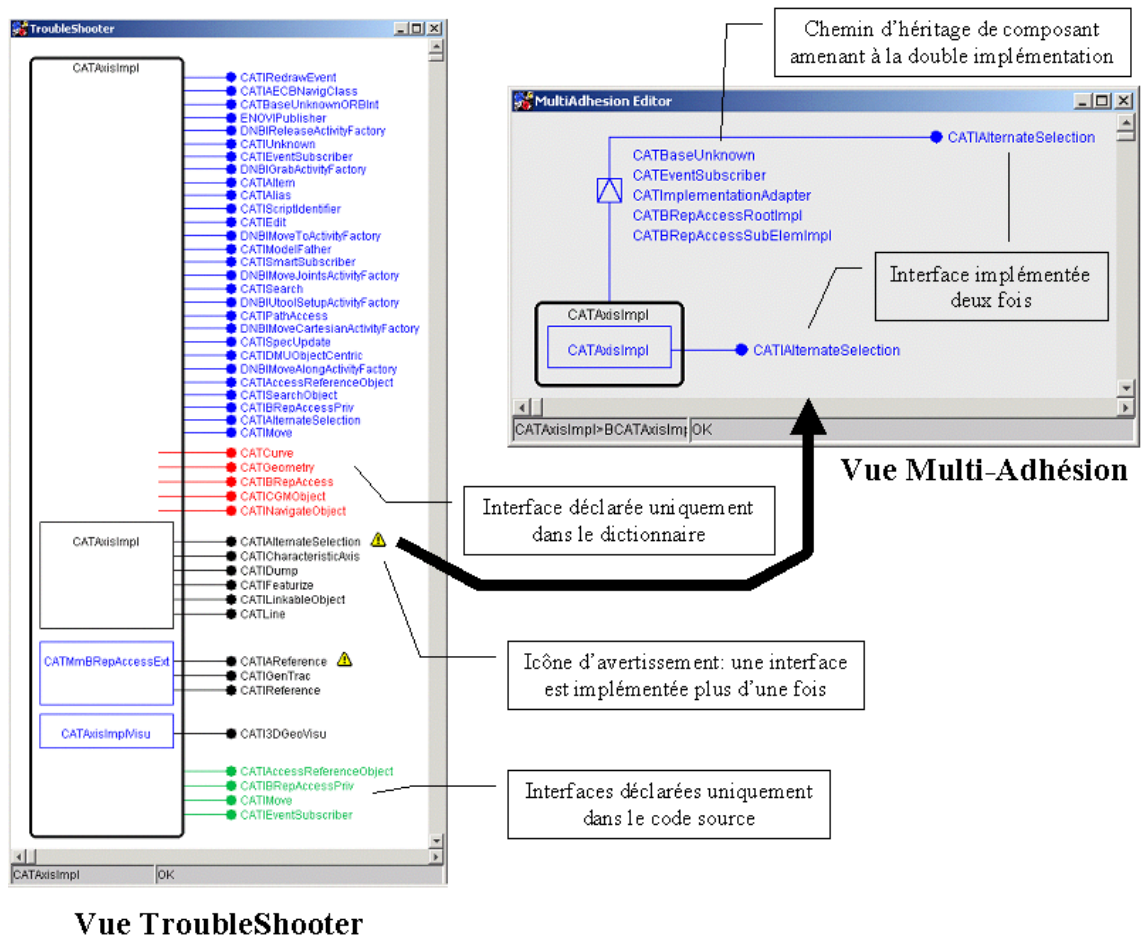 TroubleShooter
CATAxisImpl
CATIRedrawEvent
CATIAECBNavigClass
CATBaseUnknownORBInt
ENOVIPublisher
DNBIReleaseActivityFactory
CATIUnknown
CATIEventSubscriber
DNBIGrabActivityFactory
CATIAltern
CATIAlias
CATIScriptIdentifier
CATIEdit
DNBIMoveToActivityFactory
CATIModelFather
CATISmartSubscriber
DNBIMoveJointsActivityFactory
CATISearch
DNBIUtoolSetupActivityFactory
CATIPathAccess
DNBIMoveCartesianActivityFactory
CATISpecUpdate
CATIDMUObjectCentric
DNBIMoveAlongActivityFactory
CATIAccessReferenceObject
CATISearchObject
CATIBRepAccessPriv
CATIAlternateSelection
CATIMove
CATCurve
CATGeometry
CATIBRepAccess
CATICGMObject
CATINavigateObject
CATAxisImpl
CATIAlternateSelection
CATICharacteristicAxis
CATIDump
CATIFeaturize
CATILinkableObject
CATLine
CATMmBRepAccessExt
CATIAReference
CATIGenTrac
CATIReference
CATAxisImplVisu
CATI3DGeoVisu
CATIAccessReferenceObject
CATIBRepAccessPriv
CATIMove
CATIEventSubscriber
CATAxisImpl
OK
Vue TroubleShooter
Chemin d'héritage de composant
amenant à la double implémentation
MultiAdhesion Editor
CATIAlternateSelection
CATBaseUnknown
CATEventSubscriber
CATImplementationAdapter
CATBRepAccessRootImpl
CATBRepAccessSubElemImpl
Interface implémentée
deux fois
CATAxisImpl
CATAxisImpl
CATIAlternateSelection
CATAxisImpl>BCATAxisImp
OK
Vue Multi-Adhésion
Interface déclarée uniquement
dans le dictionnaire
Icône d'avertissement: une interface
est implémentée plus d'une fois
Interfaces déclarées uniquement
dans le code source